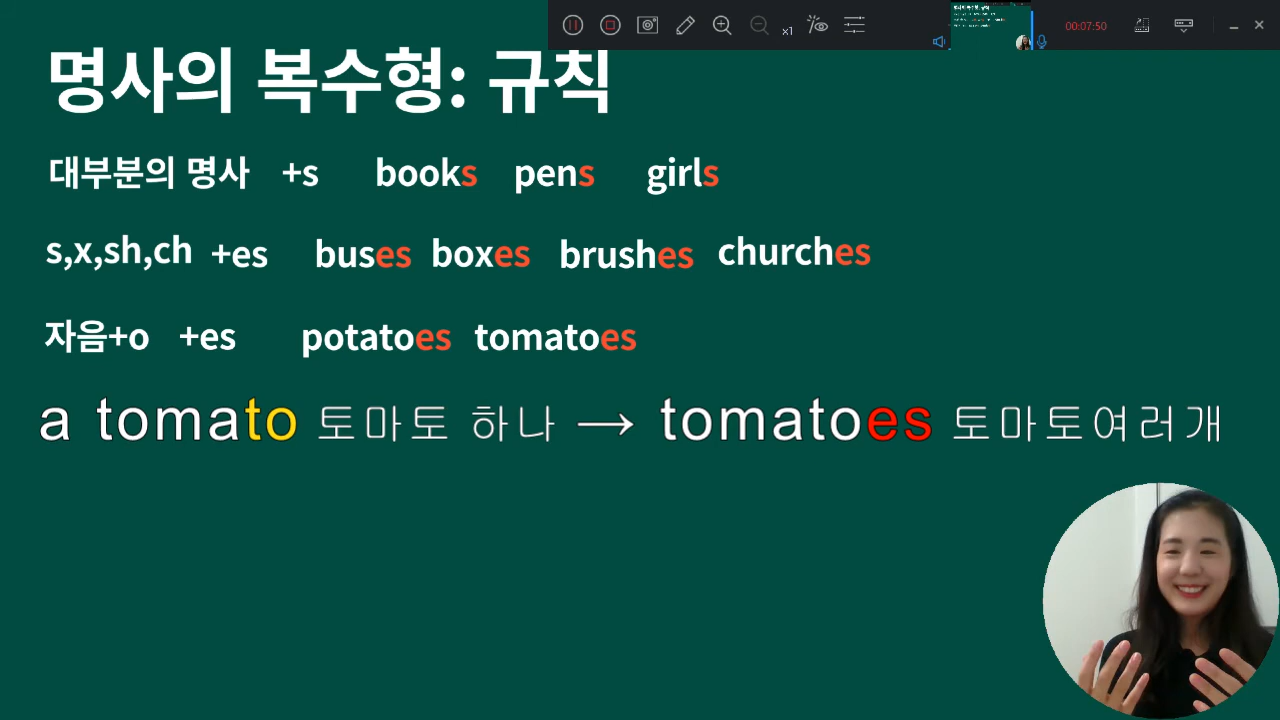 x1
00:07:50
명사의 복수형: 규칙
대부분의 명사 +s books pens girls
s,x,sh,ch +es buses boxes brushes churches
자음+o +es potatoes tomatoes
a tomato 토마토 하나 → tomatoes 토마토여러개